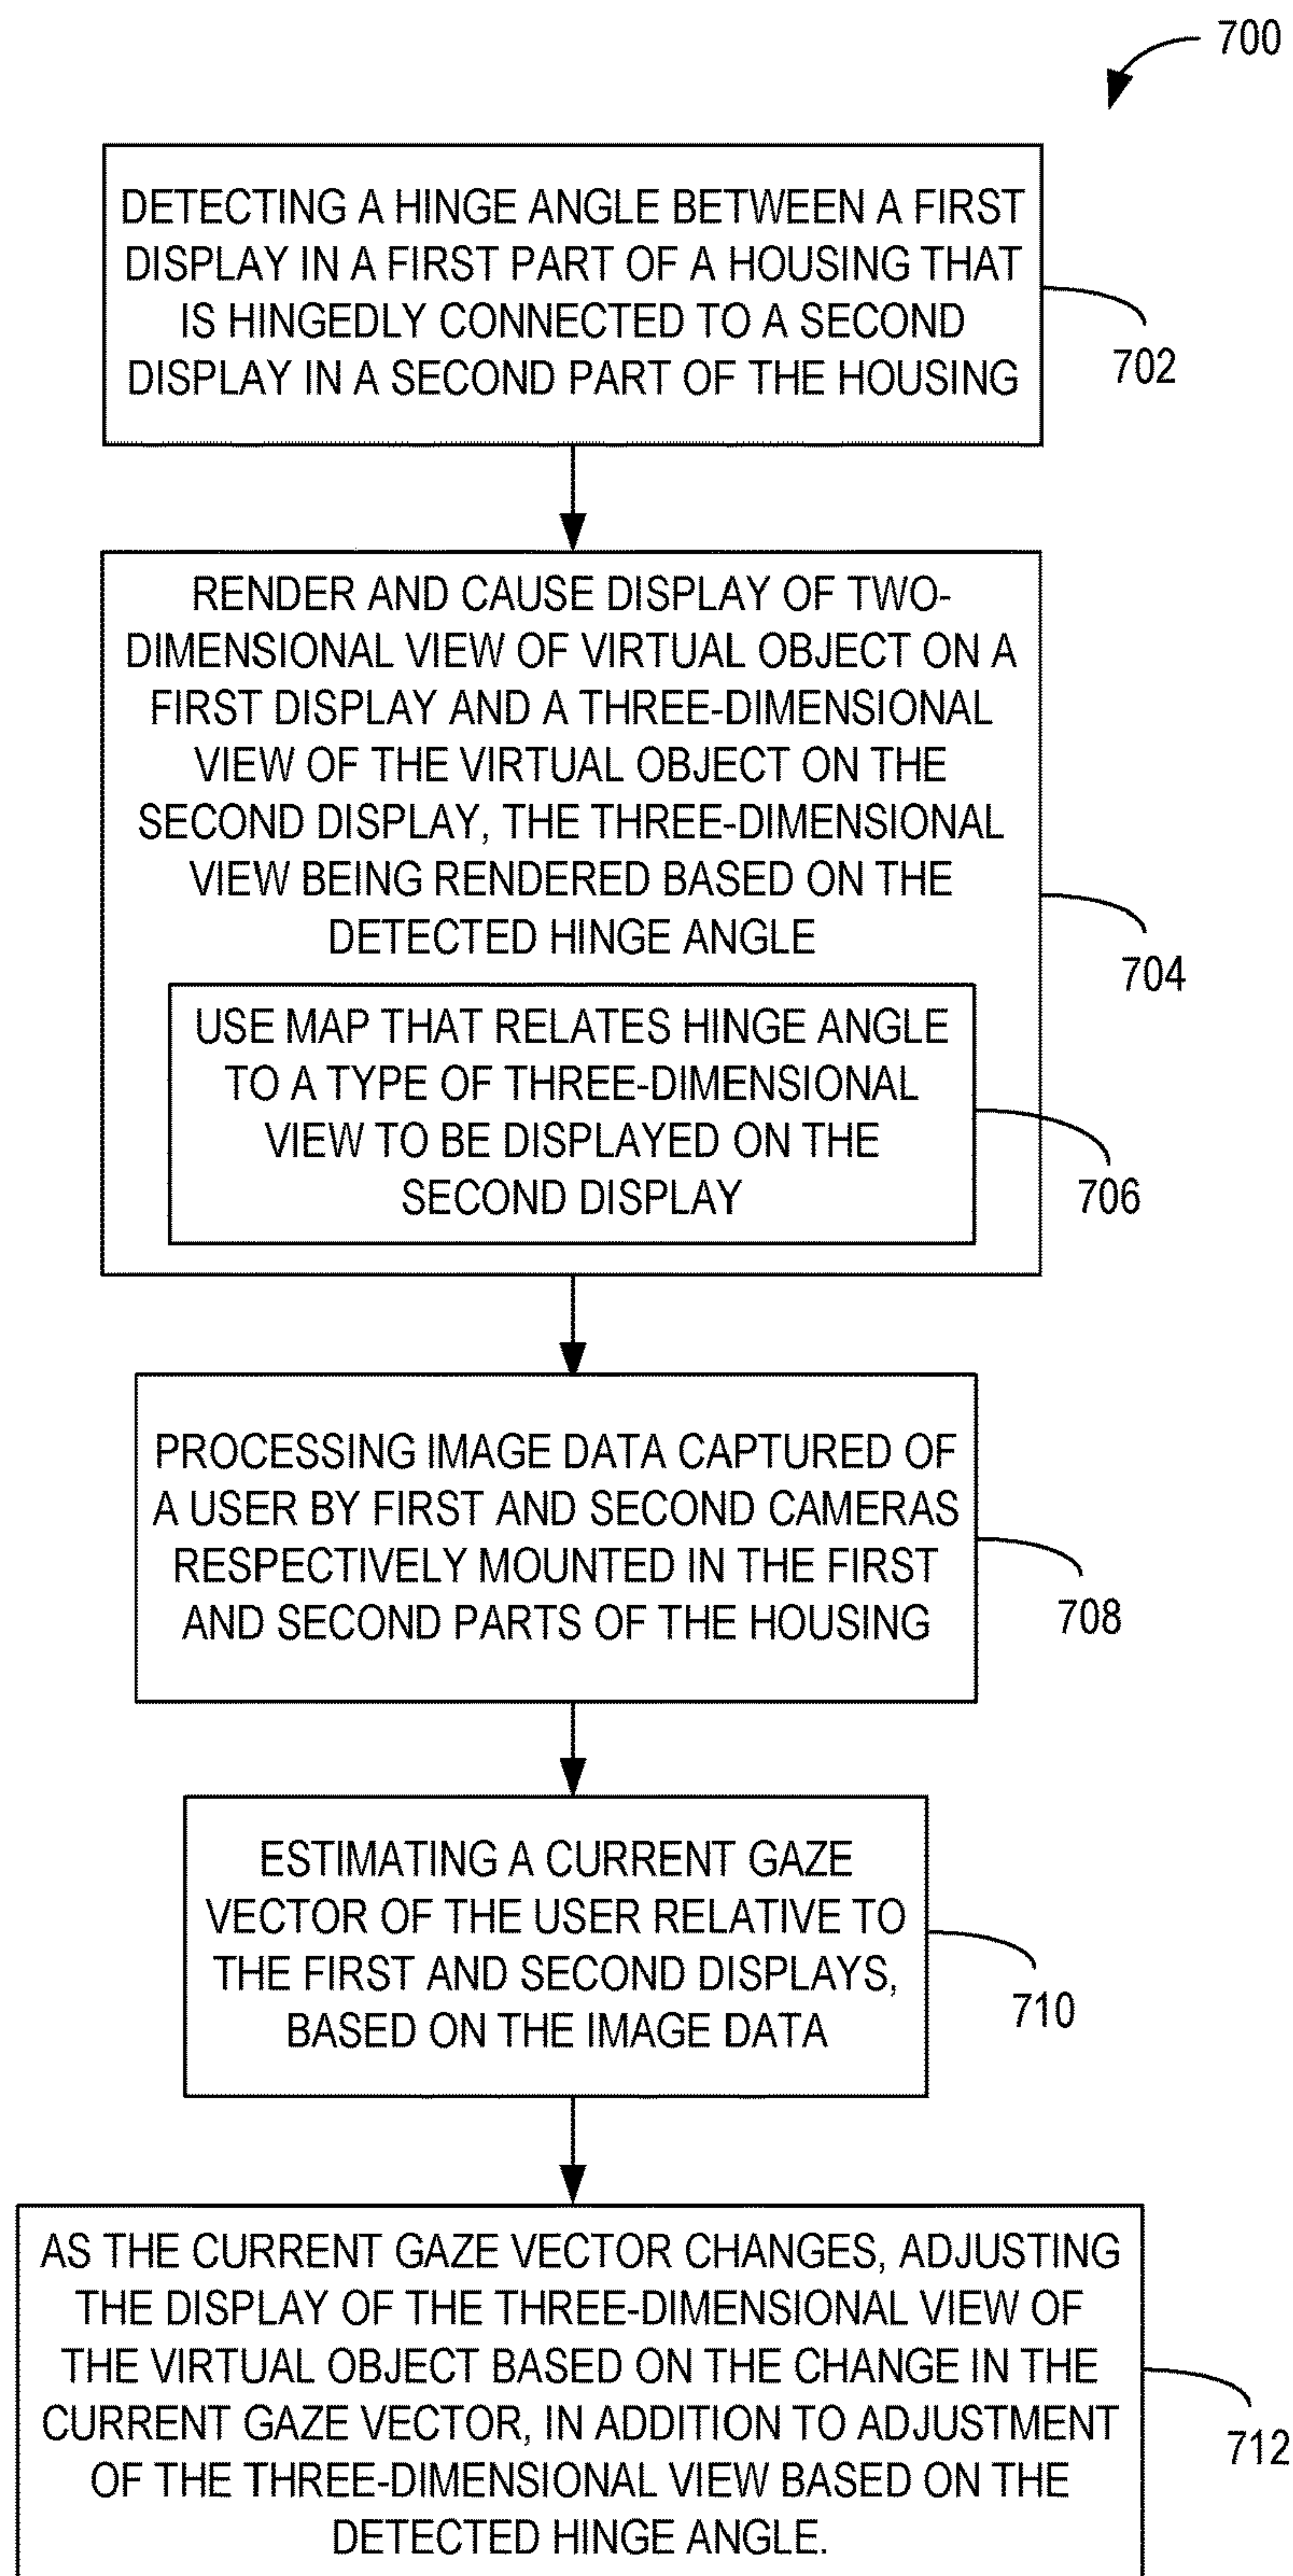 700
DETECTING A HINGE ANGLE BETWEEN A FIRST
DISPLAY IN A FIRST PART OF A HOUSING THAT
IS HINGEDLY CONNECTED TO A SECOND
DISPLAY IN A SECOND PART OF THE HOUSING
702
RENDER AND CAUSE DISPLAY OF TWO-
DIMENSIONAL VIEW OF VIRTUAL OBJECT ON A
FIRST DISPLAY AND A THREE-DIMENSIONAL
VIEW OF THE VIRTUAL OBJECT ON THE
SECOND DISPLAY, THE THREE-DIMENSIONAL
VIEW BEING RENDERED BASED ON THE
DETECTED HINGE ANGLE
704
USE MAP THAT RELATES HINGE ANGLE
TO A TYPE OF THREE-DIMENSIONAL
VIEW TO BE DISPLAYED ON THE
SECOND DISPLAY
706
PROCESSING IMAGE DATA CAPTURED OF
A USER BY FIRST AND SECOND CAMERAS
RESPECTIVELY MOUNTED IN THE FIRST
AND SECOND PARTS OF THE HOUSING
708
ESTIMATING A CURRENT GAZE
VECTOR OF THE USER RELATIVE TO
THE FIRST AND SECOND DISPLAYS,
BASED ON THE IMAGE DATA
710
AS THE CURRENT GAZE VECTOR CHANGES, ADJUSTING
THE DISPLAY OF THE THREE-DIMENSIONAL VIEW OF
THE VIRTUAL OBJECT BASED ON THE CHANGE IN THE
CURRENT GAZE VECTOR, IN ADDITION TO ADJUSTMENT
OF THE THREE-DIMENSIONAL VIEW BASED ON THE
DETECTED HINGE ANGLE.
712